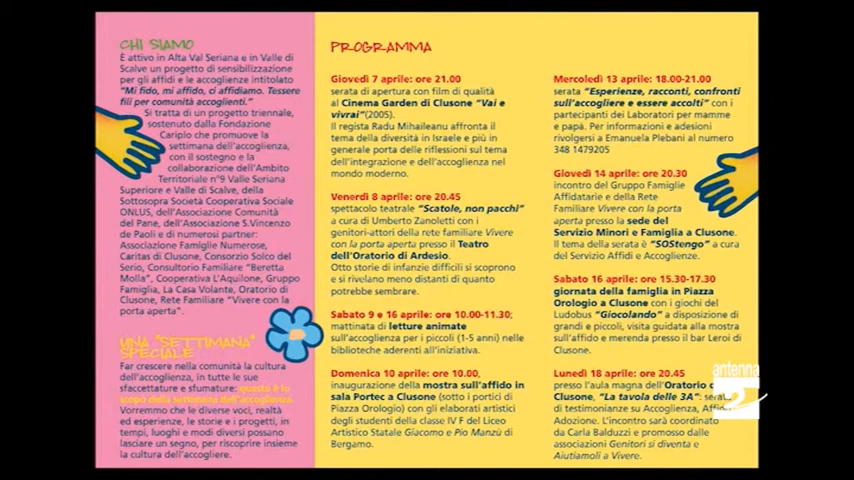 CHI SIAMO
È attivo in Alta Val Seriana e in Valle di
Scalve un progetto di sensibilizzazione
per gli affidi e le accoglienze intitolato
"Mi fido, mi affido, ci affidiamo. Tessere
fili per comunità accoglienti."
Si tratta di un progetto triennale,
sostenuto dalla Fondazione
Cariplo che promuove la
settimana dell'accoglienza,
con il sostegno e la
collaborazione dell'Ambito
Territoriale n°9 Valle Seriana
Superiore e Valle di Scalve, della
Sottosopra Società Cooperativa Sociale
ONLUS, dell'Associazione Comunità
del Pane, dell'Associazione S.Vincenzo
de Paoli e di numerosi partner:
Associazione Famiglie Numerose,
Caritas di Clusone, Consorzio Solco del
Serio, Consultorio Familiare "Beretta
Molla", Cooperativa L'Aquilone, Gruppo
Famiglia, La Casa Volante, Oratorio di
Clusone, Rete Familiare "Vivere con la
porta aperta".
UNA "SETTIMANA"
SPECIALE
Far crescere nella comunità la cultura
dell'accoglienza, in tutte le sue
sfaccettature e sfumature: questo è lo
scopo della settimana dell'accoglienza.
Vorremmo che le diverse voci, realtà
ed esperienze, le storie e i progetti, in
tempi, luoghi e modi diversi possano
lasciare un segno, per riscoprire insieme
la cultura dell'accogliere.
PROGRAMMA
Giovedì 7 aprile: ore 21.00
serata di apertura con film di qualità
al Cinema Garden di Clusone "Vai e
vivrai"(2005).
Il regista Radu Mihaileanu affronta il
tema della diversità in Israele e più in
generale porta delle riflessioni sul tema
dell'integrazione e dell'accoglienza nel
mondo moderno.
Venerdì 8 aprile: ore 20.45
spettacolo teatrale "Scatole, non pacchi"
a cura di Umberto Zanoletti con i
genitori-attori della rete familiare Vivere
con la porta aperta presso il Teatro
dell'Oratorio di Ardesio.
Otto storie di infanzie difficili si scoprono
e si rivelano meno distanti di quanto
potrebbe sembrare.
Sabato 9 e 16 aprile: ore 10.00-11.30;
mattinata di letture animate
sull'accoglienza per i piccoli (1-5 anni) nelle
biblioteche aderenti all'iniziativa.
Domenica 10 aprile: ore 10.00,
inaugurazione della mostra sull'affido in
sala Portec a Clusone (sotto i portici di
Piazza Orologio) con gli elaborati artistici
degli studenti della classe IV F del Liceo
Artistico Statale Giacomo e Pio Manzù di
Bergamo.
Mercoledì 13 aprile: 18.00-21.00
serata "Esperienze, racconti, confronti
sull'accogliere e essere accolti" con i
partecipanti dei Laboratori per mamme
e papà. Per informazioni e adesioni
rivolgersi a Emanuela Plebani al numero
348 1479205
Giovedì 14 aprile: ore 20.30
incontro del Gruppo Famiglie
Affidatarie e della Rete
Familiare Vivere con la porta
aperta presso la sede del
Servizio Minori e Famiglia a Clusone.
Il tema della serata è "SOStengo" a cura
del Servizio Affidi e Accoglienze.
Sabato 16 aprile: ore 15.30-17.30
giornata della famiglia in Piazza
Orologio a Clusone con i giochi del
Ludobus "Giocolando" a disposizione di
grandi e piccoli, visita guidata alla mostra
sull'affido e merenda presso il bar Leroi di
Clusone.
Lunedì 18 aprile: ore 20.45
presso l'aula magna dell'Oratorio
Clusone, "La tavola delle 3A":
di testimonianze su Accoglienza,
Adozione. L'incontro sarà coordinato
da Carla Balduzzi e promosso dalle
associazioni Genitori si diventa e
Aiutiamoli a Vivere.
antenna
2